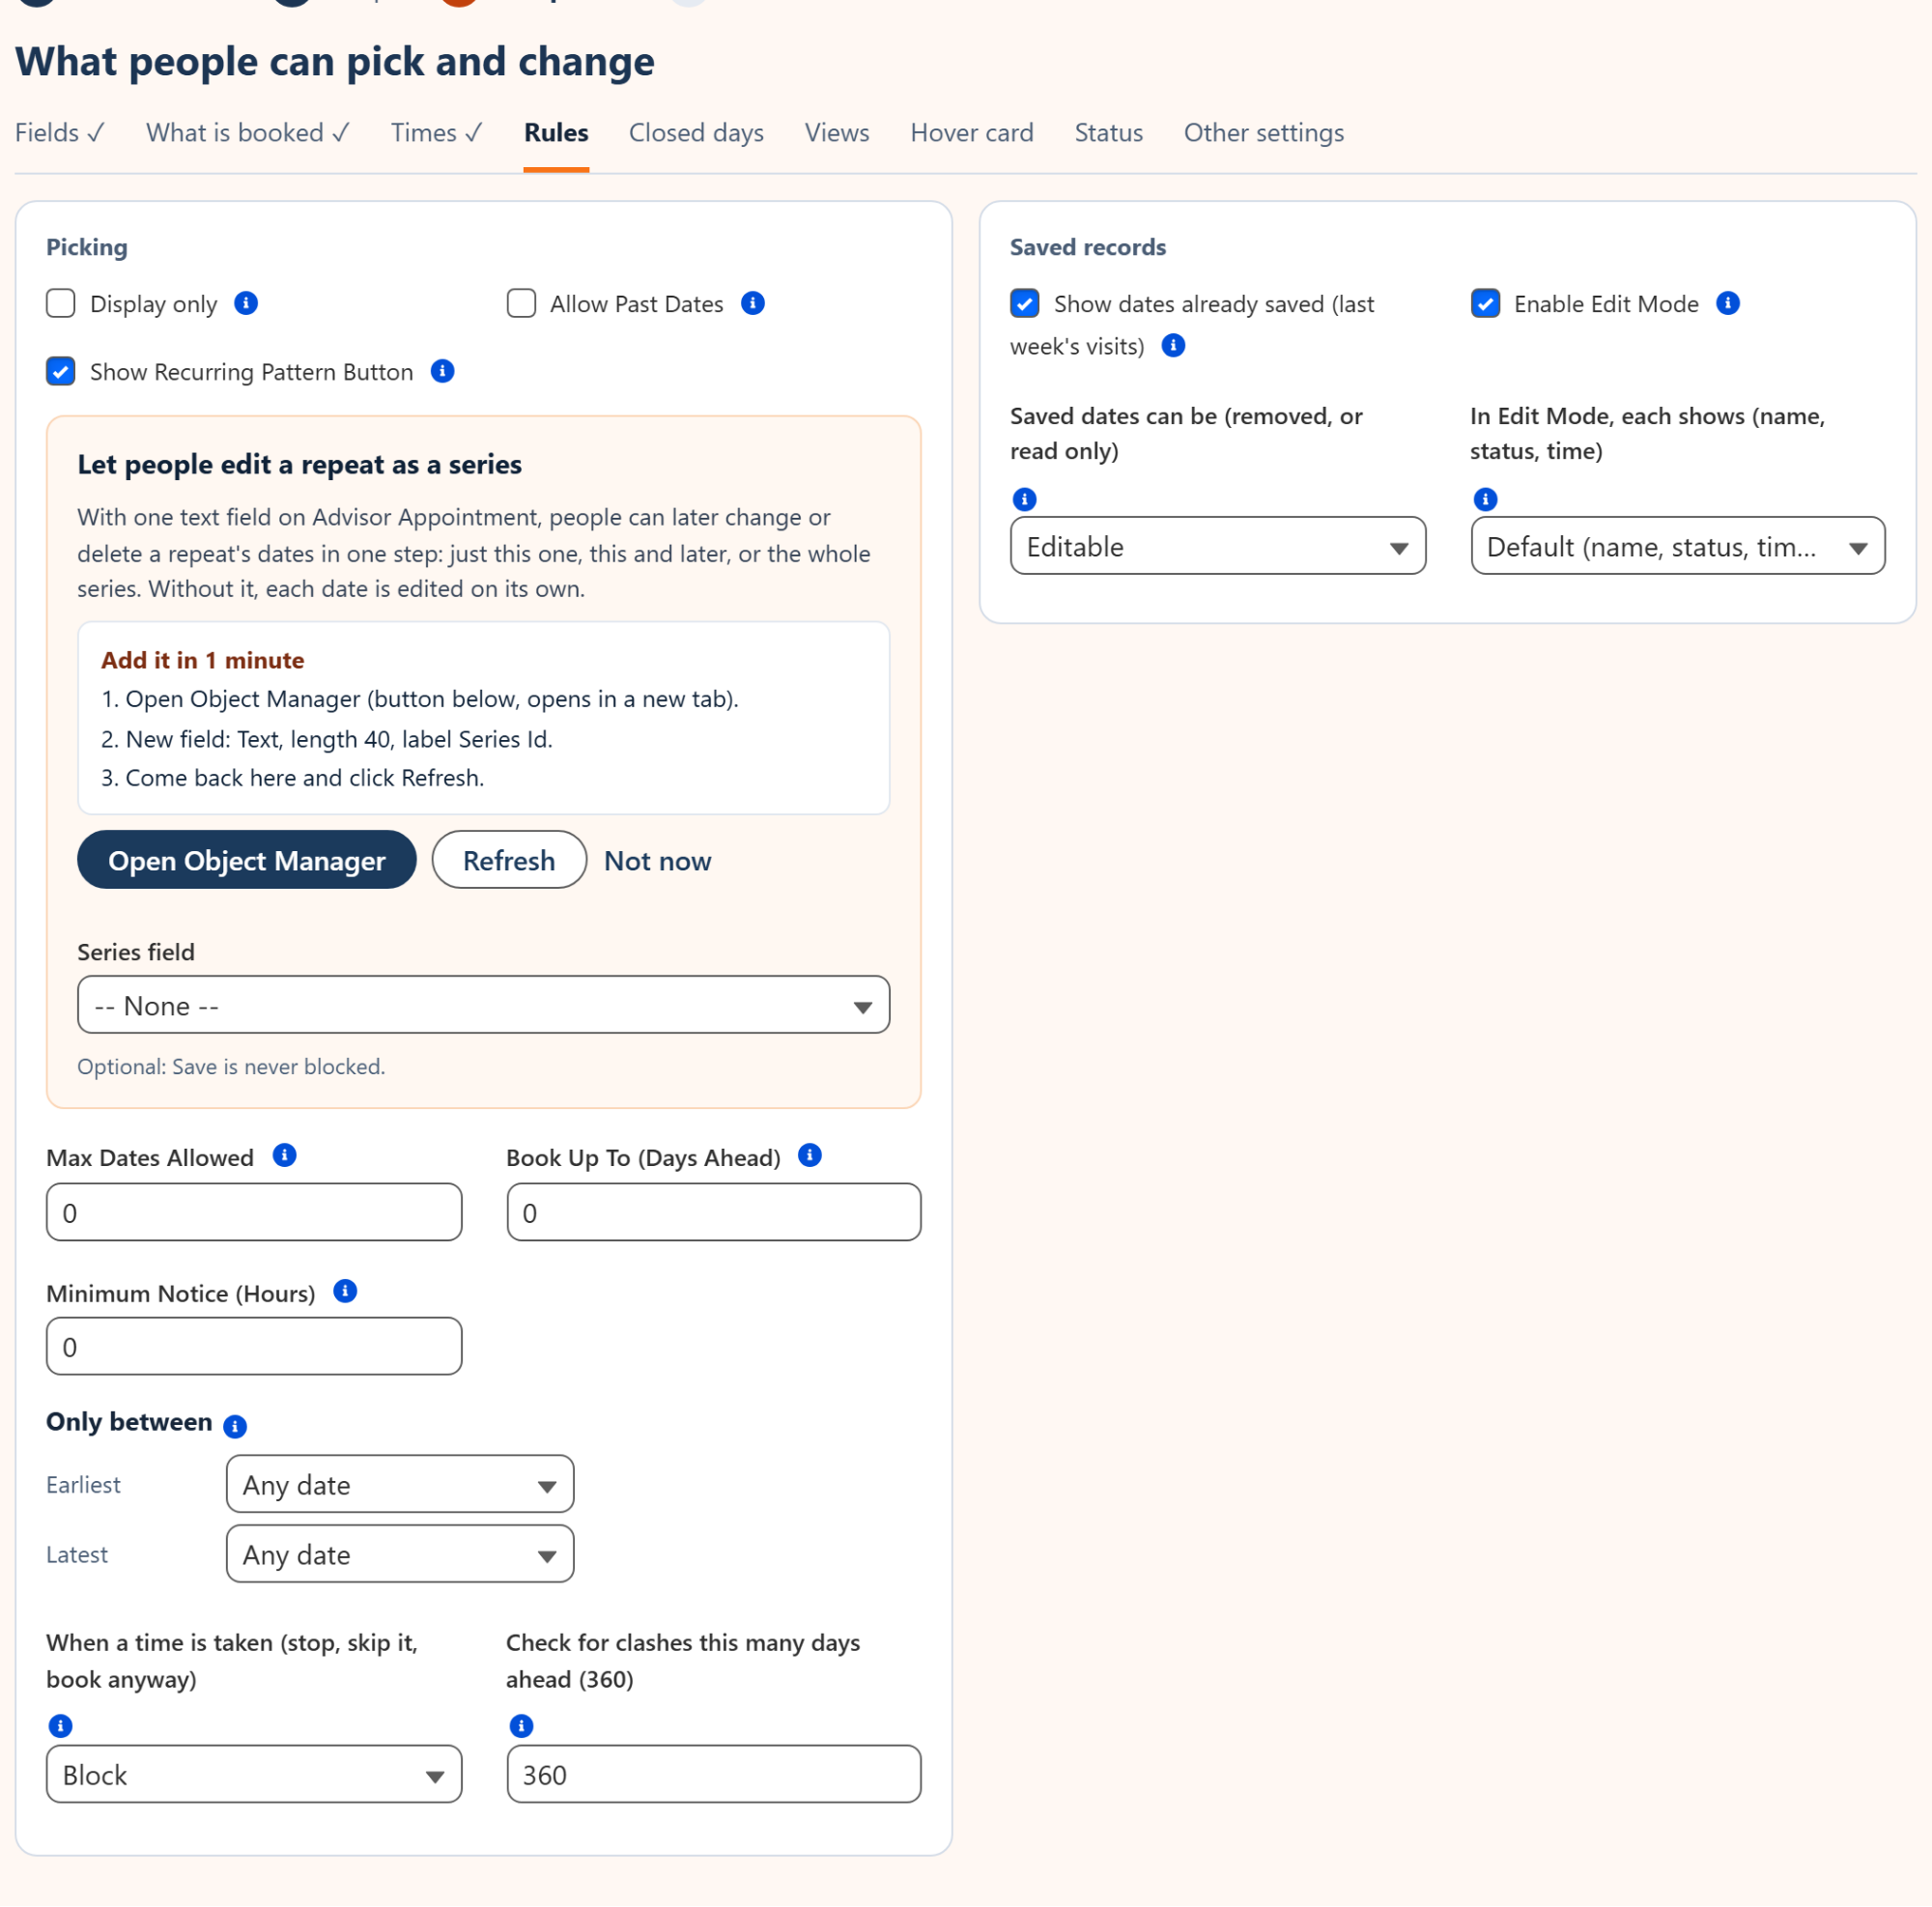 What people can pick and change
Fields ✓ What is booked ✓ Times ✓ Rules Closed days Views Hover card Status Other settings
Picking
Display only
Allow Past Dates
Show Recurring Pattern Button
Let people edit a repeat as a series
With one text field on Advisor Appointment, people can later change or
delete a repeat's dates in one step: just this one, this and later, or the whole
series. Without it, each date is edited on its own.
Add it in 1 minute
1. Open Object Manager (button below, opens in a new tab).
2. New field: Text, length 40, label Series Id.
3. Come back here and click Refresh.
Open Object Manager Refresh Not now
Series field
-- None --
Optional: Save is never blocked.
Max Dates Allowed
0
Book Up To (Days Ahead)
0
Minimum Notice (Hours)
0
Only between
Earliest Any date
Latest Any date
When a time is taken (stop, skip it,
book anyway)
Block
Check for clashes this many days
ahead (360)
360
Saved records
Show dates already saved (last
week's visits)
Enable Edit Mode
Saved dates can be (removed, or
read only)
Editable
In Edit Mode, each shows (name,
status, time)
Default (name, status, tim...